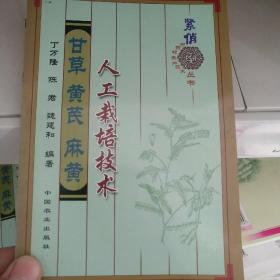 紧俏
丛书
人工栽培技术
甘草 黄芪 麻黄
丁万隆 陈君 魏建和 编著
中国农业出版社